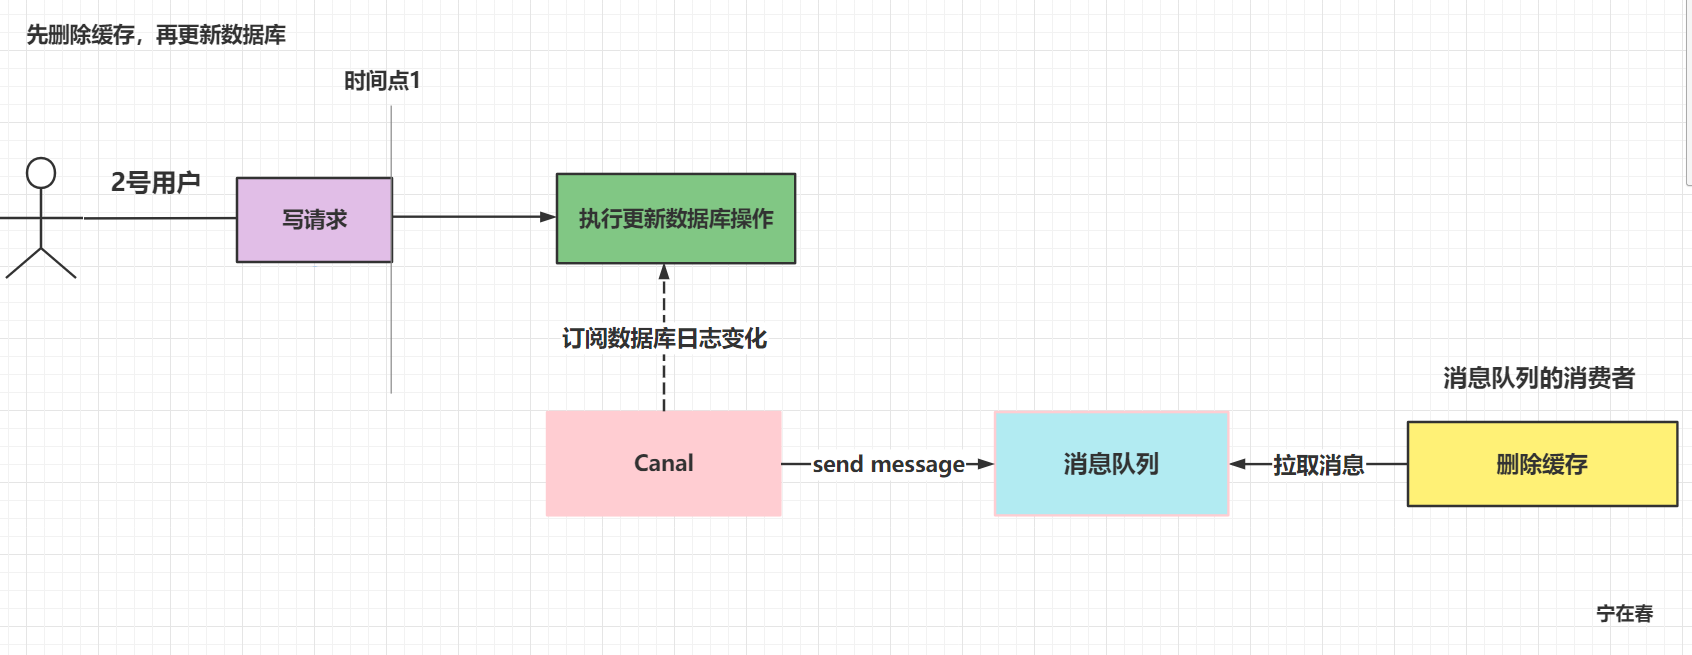 先删除缓存，再更新数据库
时间点1
2号用户
写请求
执行更新数据库操作
订阅数据库日志变化
消息队列的消费者
Canal
send message
消息队列
拉取消息
删除缓存
宁在春